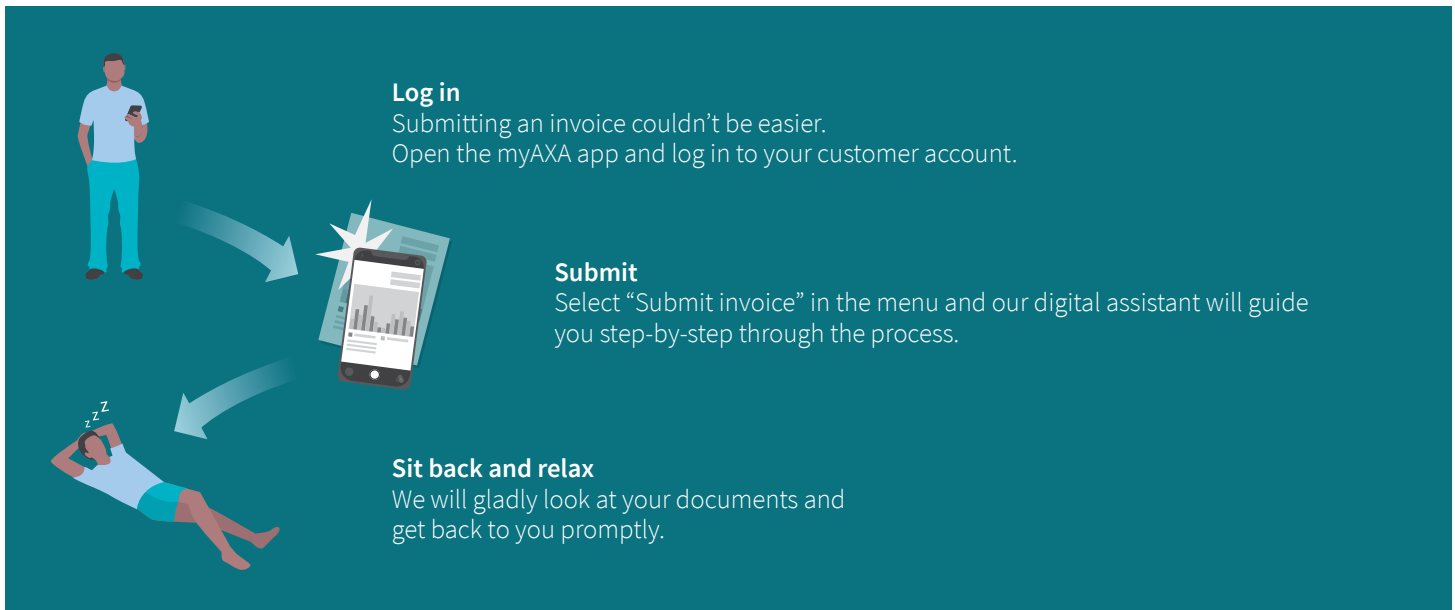 Log in
Submitting an invoice couldn’t be easier.
Open the myAXA app and log in to your customer account.
Submit
Select “Submit invoice” in the menu and our digital assistant will guide
you step-by-step through the process.
z z z
Sit back and relax
We will gladly look at your documents and
get back to you promptly.